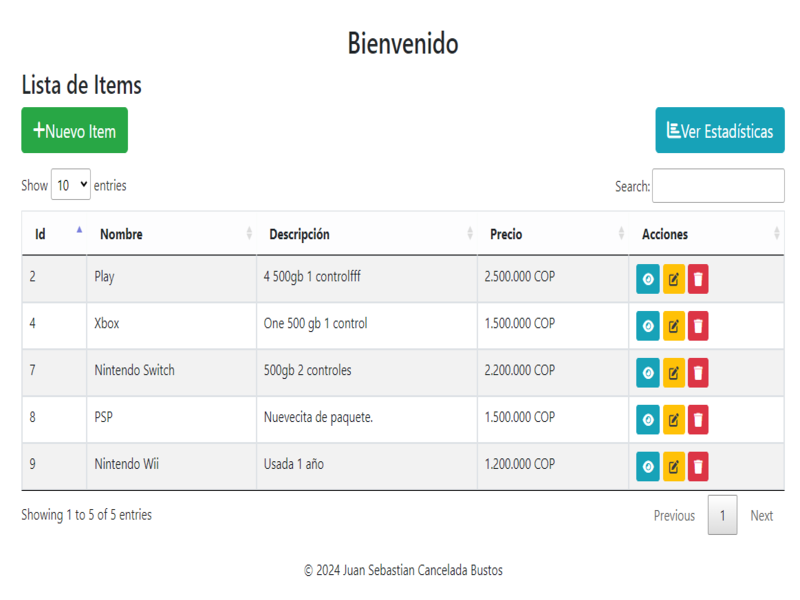 Bienvenido
Lista de Items
Nuevo Item
Ver Estadísticas
Show 10 entries
Search:
Id Nombre Descripción Precio Acciones
2 Play 4 500gb 1 controlfff 2.500.000 COP
4 Xbox One 500 gb 1 control 1.500.000 COP
7 Nintendo Switch 500gb 2 controles 2.200.000 COP
8 PSP Nuevecita de paquete. 1.500.000 COP
9 Nintendo Wii Usada 1 año 1.200.000 COP
Showing 1 to 5 of 5 entries
Previous 1 Next
© 2024 Juan Sebastian Cancelada Bustos